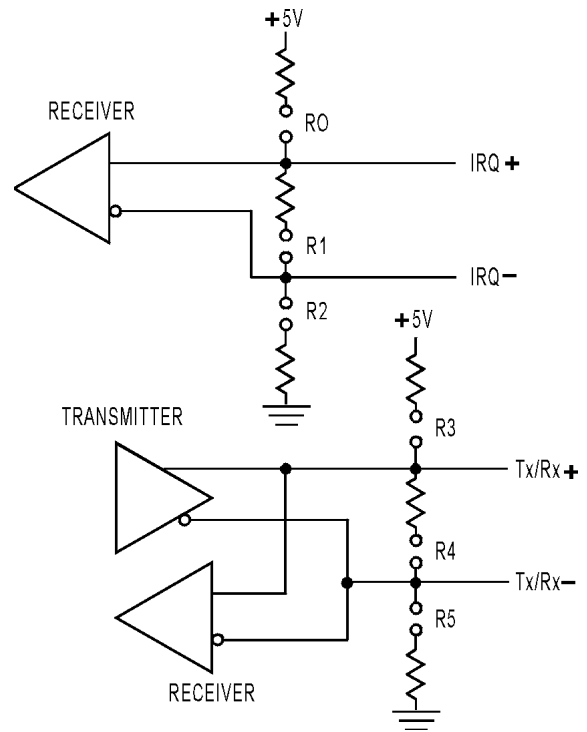 +5V
RECEIVER
RO
IRQ+
R1
IRQ-
R2
+5V
TRANSMITTER
R3
Tx/Rx+
R4
Tx/Rx-
R5
RECEIVER